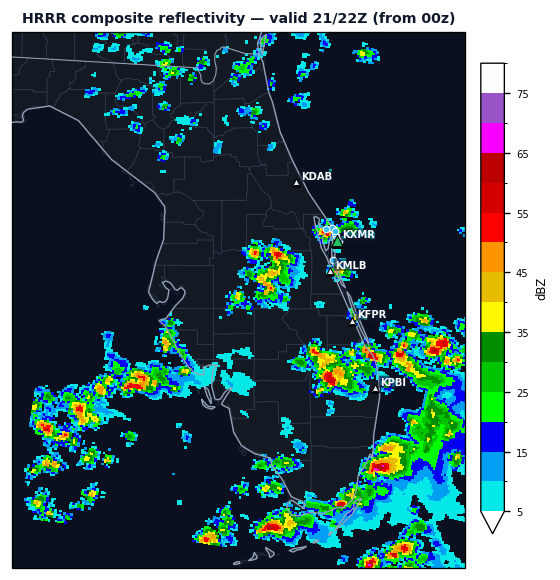 HRRR composite reflectivity — valid 21/22Z (from 00z)
KDAB
KXMR
KMLB
KFPR
KPBI
75
65
55
45
35
25
15
5
dBZ